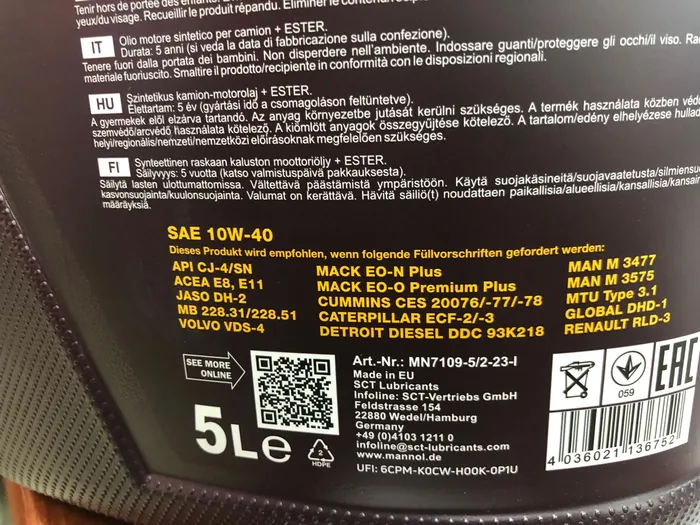 Tenir hors de portée des enfants.
yeux/du visage. Recueillir le produit répandu. Éliminer le contenu
IT Olio motore sintetico per camion + ESTER.
Durata: 5 anni (si veda la data di fabbricazione sulla confezione).
Tenere fuori dalla portata dei bambini. Non disperdere nell'ambiente. Indossare guanti/proteggere gli occhi/il viso.
materiale fuoriuscito. Smaltire il prodotto/recipiente in conformità con le disposizioni regionali.
HU Szintetikus kamion-motorolaj + ESTER.
Élettartam: 5 év (gyártási idő a csomagoláson feltüntetve).
A gyermekek elől elzárva tartandó. Az anyag környezetbe jutását kerülni szükséges. A termék használata közben
szemvédő/arcvédő használata kötelező. A kiömlött anyagok összegyűjtése kötelező. A tartalom/edény elhelyezése
helyi/regionális/nemzeti/nemzetközi előírásoknak megfelelően szükséges.
FI Synteettinen raskaan kaluston moottoriöljy + ESTER.
Säilyvyys: 5 vuotta (katso valmistuspäivä pakkauksesta).
Säilytä lasten ulottumattomissa. Vältettävä päästämistä ympäristöön. Käytä suojakäsineitä/suojavaatetusta/silmiensuo
kasvonsuojainta/kuulonsuojainta. Valumat on kerättävä. Hävitä säiliö(t) noudattaen paikallisia/alueellisia/kansallisia/
määräyksiä.
SAE 10W-40
Dieses Produkt wird empfohlen, wenn folgende Füllvorschriften gefordert werden:
API CJ-4/SN
ACEA E8, E11
JASO DH-2
MB 228.31/228.51
VOLVO VDS-4
MACK EO-N Plus
MACK EO-O Premium Plus
CUMMINS CES 20076/-77/-78
CATERPILLAR ECF-2/-3
DETROIT DIESEL DDC 93K218
MAN M 3477
MAN M 3575
MTU Type 3.1
GLOBAL DHD-1
RENAULT RLD-3
SEE MORE
ONLINE
5L e
2
HDPE
Art.-Nr.: MN7109-5/2-23-I
Made in EU
SCT Lubricants
Infoline: SCT-Vertriebs GmbH
Feldstrasse 154
22880 Wedel/Hamburg
Germany
+49 (0)4103 1211 0
infoline@sct-lubricants.com
www.mannol.de
UFI: 6CPM-K0CW-H00K-0P1U
059
EAC
4 036021 136752